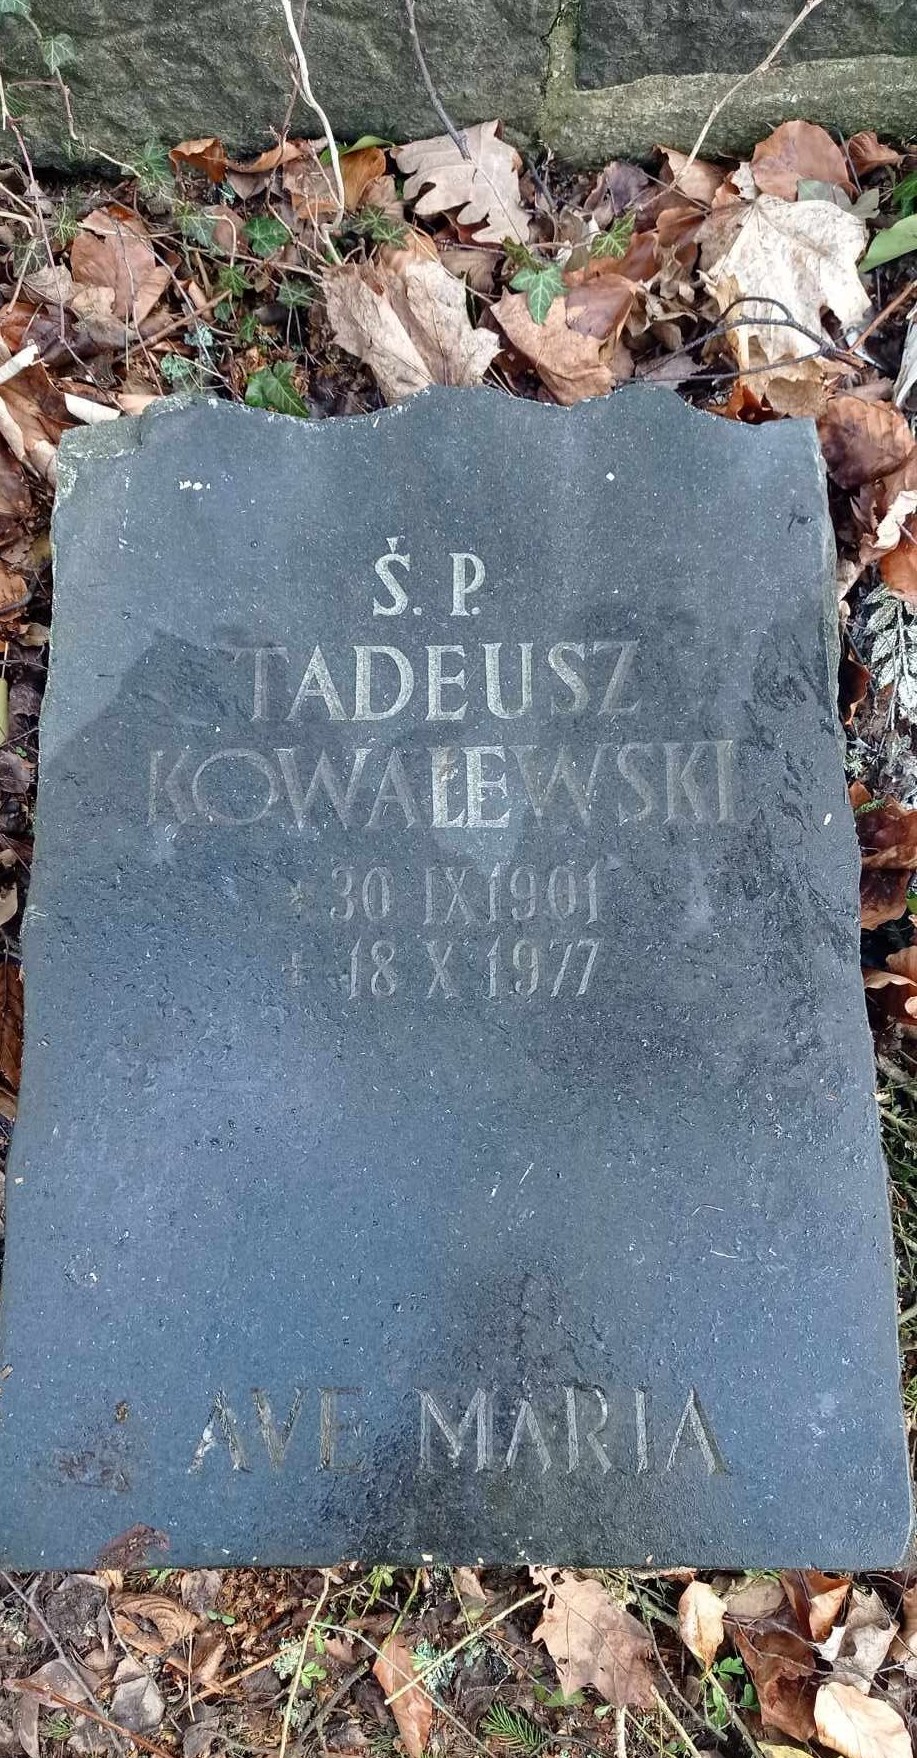 Ś. P.
TADEUSZ
KOWALEWSKI
* 30 IX 1901
+ 18 X 1977
AVE MARIA